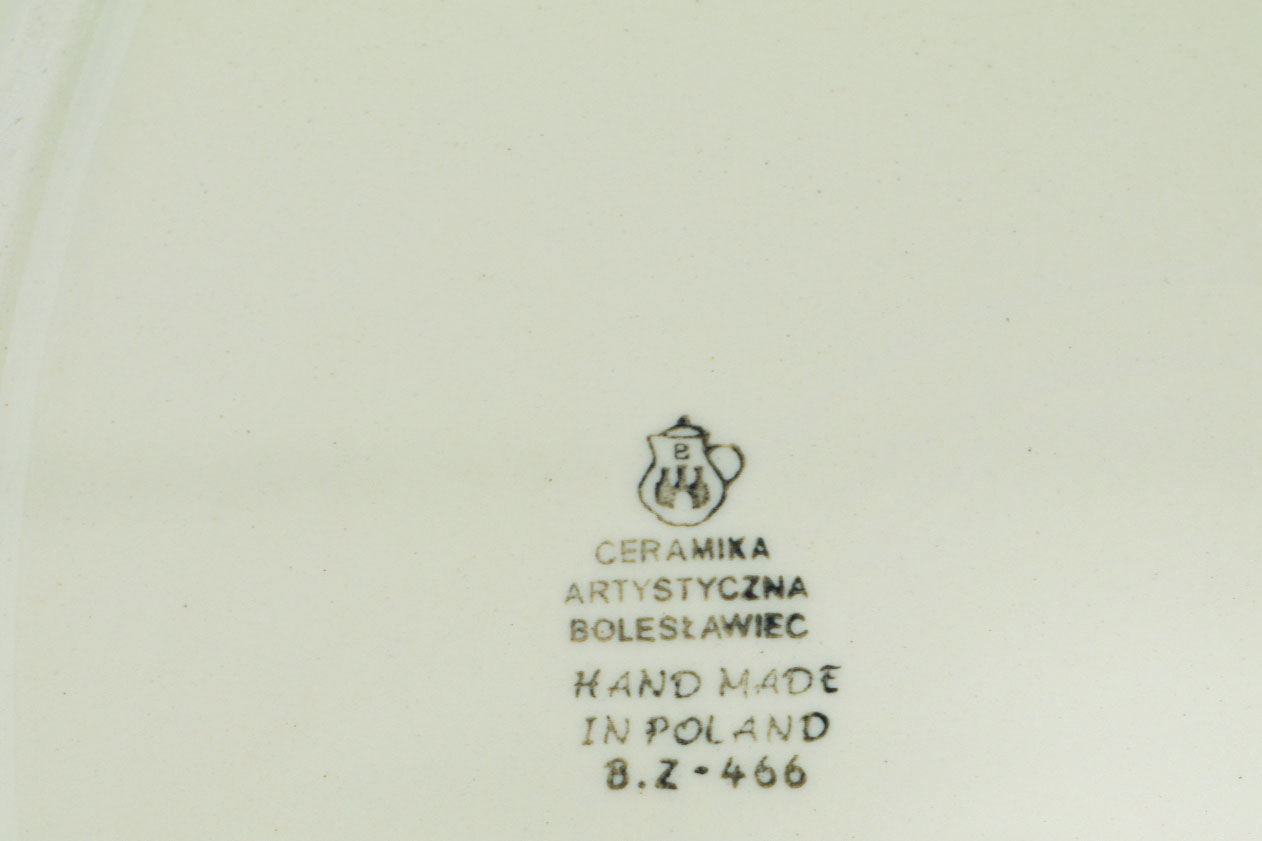 B
CERAMIKA
ARTYSTYCZNA
BOLESŁAWIEC
HAND MADE
IN POLAND
B.Z-466